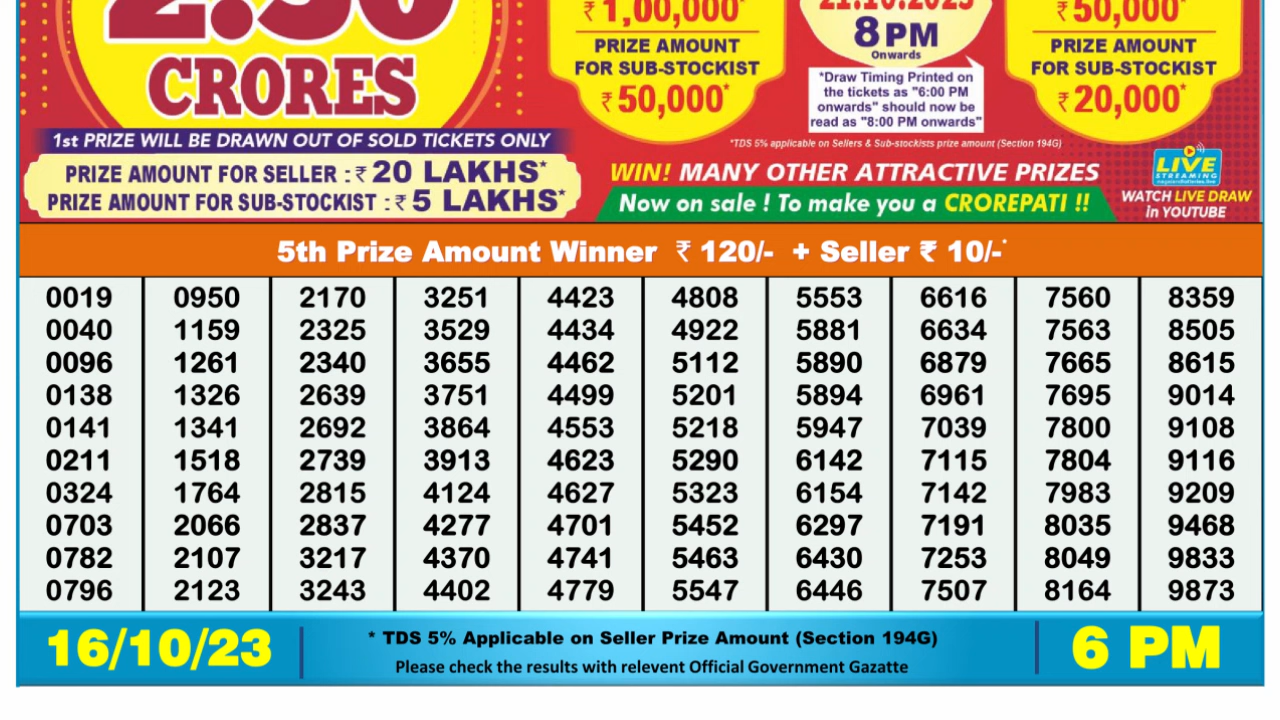 2.50
CRORES
1st PRIZE WILL BE DRAWN OUT OF SOLD TICKETS ONLY
PRIZE AMOUNT FOR SELLER : ₹ 20 LAKHS*
PRIZE AMOUNT FOR SUB-STOCKIST : ₹ 5 LAKHS*
₹ 1,00,000*
PRIZE AMOUNT
FOR SUB-STOCKIST
₹ 50,000*
21.10.2023
8 PM
Onwards
*Draw Timing Printed on
the tickets as "6:00 PM
onwards" should now be
read as "8:00 PM onwards"
₹ 50,000*
PRIZE AMOUNT
FOR SUB-STOCKIST
₹ 20,000*
*TDS 5% applicable on Sellers & Sub-stockists prize amount (Section 194G)
WIN! MANY OTHER ATTRACTIVE PRIZES
Now on sale ! To make you a CROREPATI !!
LIVE
STREAMING
WATCH LIVE DRAW
in YOUTUBE
5th Prize Amount Winner ₹ 120/- + Seller ₹ 10/-*
0019 0950 2170 3251 4423 4808 5553 6616 7560 8359
0040 1159 2325 3529 4434 4922 5881 6634 7563 8505
0096 1261 2340 3655 4462 5112 5890 6879 7665 8615
0138 1326 2639 3751 4499 5201 5894 6961 7695 9014
0141 1341 2692 3864 4553 5218 5947 7039 7800 9108
0211 1518 2739 3913 4623 5290 6142 7115 7804 9116
0324 1764 2815 4124 4627 5323 6154 7142 7983 9209
0703 2066 2837 4277 4701 5452 6297 7191 8035 9468
0782 2107 3217 4370 4741 5463 6430 7253 8049 9833
0796 2123 3243 4402 4779 5547 6446 7507 8164 9873
16/10/23
* TDS 5% Applicable on Seller Prize Amount (Section 194G)
Please check the results with relevent Official Government Gazatte
6 PM